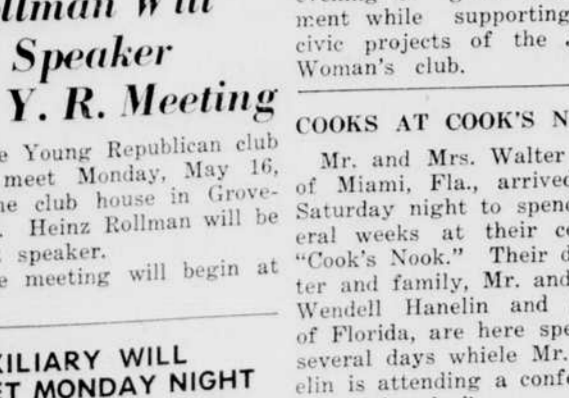 llman Will
Speaker
Y. R. Meeting
e Young Republican club
meet Monday, May 16,
he club house in Grove-
. Heinz Rollman will be
speaker.
e meeting will begin at
XILIARY WILL
ET MONDAY NIGHT
ment while supporting
civic projects of the
Woman's club.
COOKS AT COOK'S N
Mr. and Mrs. Walter
of Miami, Fla., arrived
Saturday night to spen
eral weeks at their c
"Cook's Nook." Their d
ter and family, Mr. and
Wendell Hanelin and
of Florida, are here spe
several days whiele Mr.
elin is attending a confe